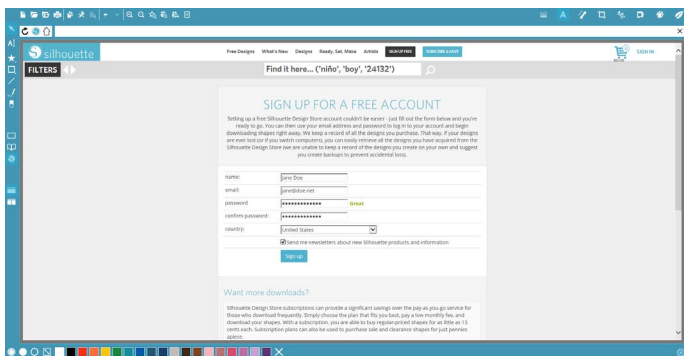 silhouette
Free Designs What's New Designs Ready, Set, Make Artists SIGN UP FREE SUBSCRIBE & SAVE
SIGN IN
FILTERS
Find it here... ('niño', 'boy', '24132')
SIGN UP FOR A FREE ACCOUNT
Setting up a free Silhouette Design Store account couldn't be easier - just fill out the form below and you're
ready to go. You can then use your email address and password to log in to your account and begin
downloading shapes right away. We keep a record of all the designs you purchase. That way, if your designs
are ever lost (or if you switch computers), you can easily retrieve all the designs you have acquired from the
Silhouette Design Store (we are unable to keep a record of the designs you create on your own and suggest
you create backups to prevent accidental loss.
name: Jane Doe
email: jane@doe.net
password Great
confirm password:
country: United States
Send me newsletters about new Silhouette products and information
Sign up
Want more downloads?
Silhouette Design Store subscriptions can provide a significant savings over the pay-as-you-go service for
those who download frequently. Simply choose the plan that fits you best, pay a low monthly fee, and
download your shapes. With a subscription, you are able to buy regular-priced shapes for as little as 13
cents each. Subscription plans can also be used to purchase sale and clearance shapes for just pennies
apiece.